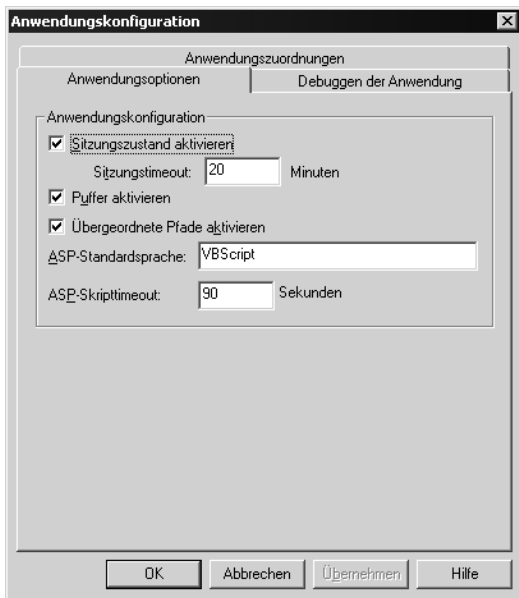 Anwendungskonfiguration
Anwendungszuordnungen
Anwendungsoptionen Debuggen der Anwendung
Anwendungskonfiguration
Sitzungszustand aktivieren
Sitzungstimeout: 20 Minuten
Puffer aktivieren
Übergeordnete Pfade aktivieren
ASP-Standardsprache: VBScript
ASP-Skripttimeout: 90 Sekunden
OK Abbrechen Übernehmen Hilfe